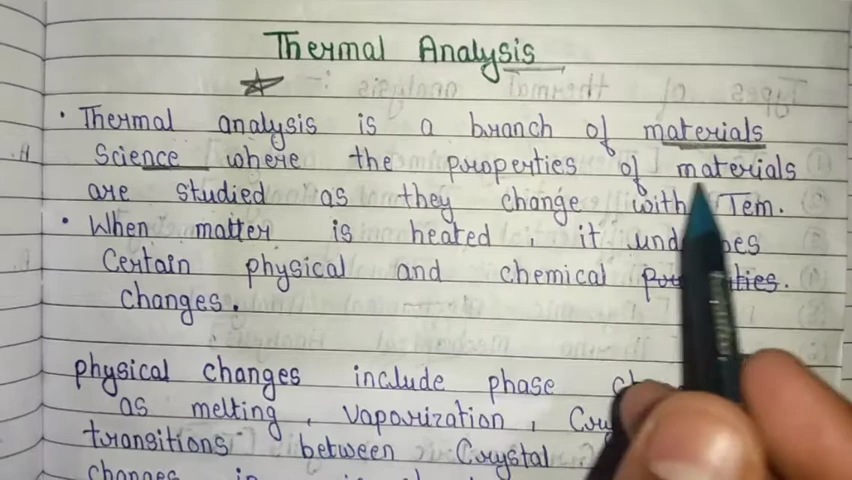 Thermal Analysis
• Thermal analysis is a branch of materials
Science where the properties of materials
are studied as they change with Tem.
• When matter is heated, it
Certain physical and chemical
changes.
physical changes include phase
as melting, vaporization,
transitions between Crystal
changes